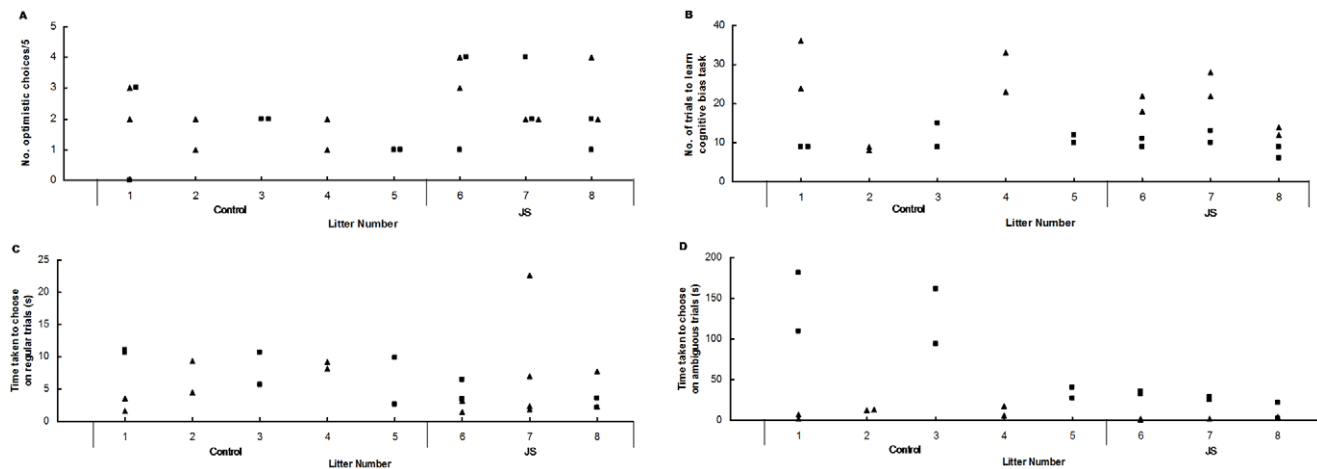 A
No. optimistic choices/5
5
4
3
2
1
0
1 2 3 4 5 6 7 8
Control JS
Litter Number
B
No. of trials to learn
cognitive bias task
40
30
20
10
0
1 2 3 4 5 6 7 8
Control JS
Litter Number
C
Time taken to choose
on regular trials (s)
25
20
15
10
5
0
1 2 3 4 5 6 7 8
Control JS
Litter Number
D
Time taken to choose
on ambiguous trials (s)
200
150
100
50
0
1 2 3 4 5 6 7 8
Control JS
Litter Number